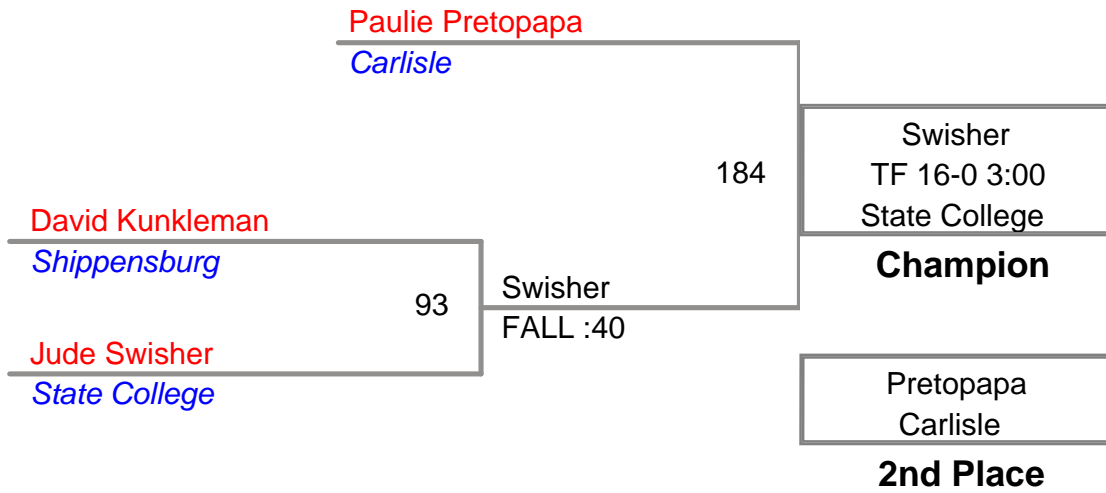 Paulie Pretopapa
Carlisle
184
Swisher
TF 16-0 3:00
State College
Champion
David Kunkleman
Shippensburg
93
Swisher
FALL :40
Jude Swisher
State College
Pretopapa
Carlisle
2nd Place